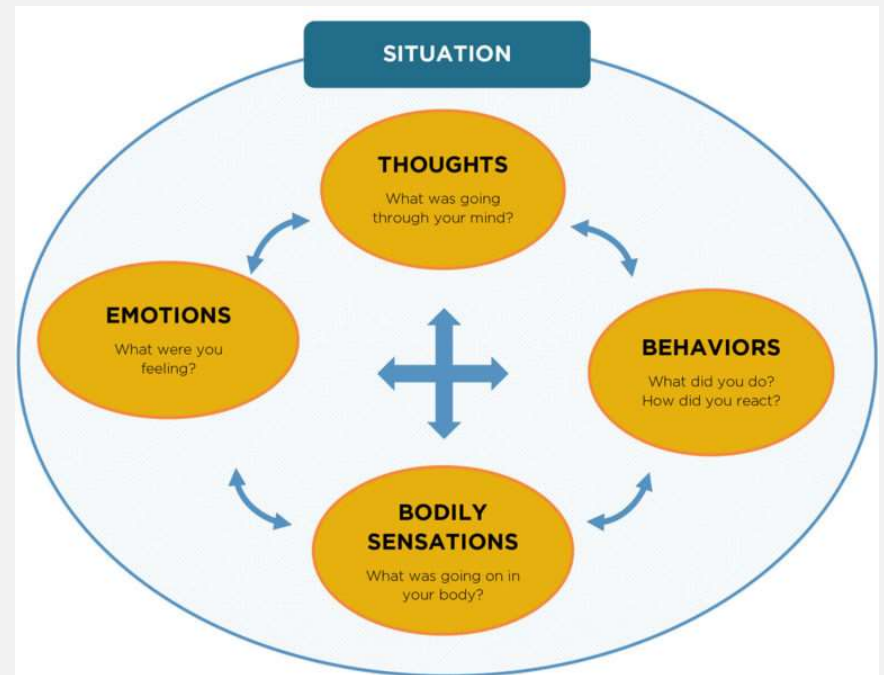 SITUATION
THOUGHTS
What was going
through your mind?
EMOTIONS
What were you
feeling?
BEHAVIORS
What did you do?
How did you react?
BODILY
SENSATIONS
What was going on in
your body?